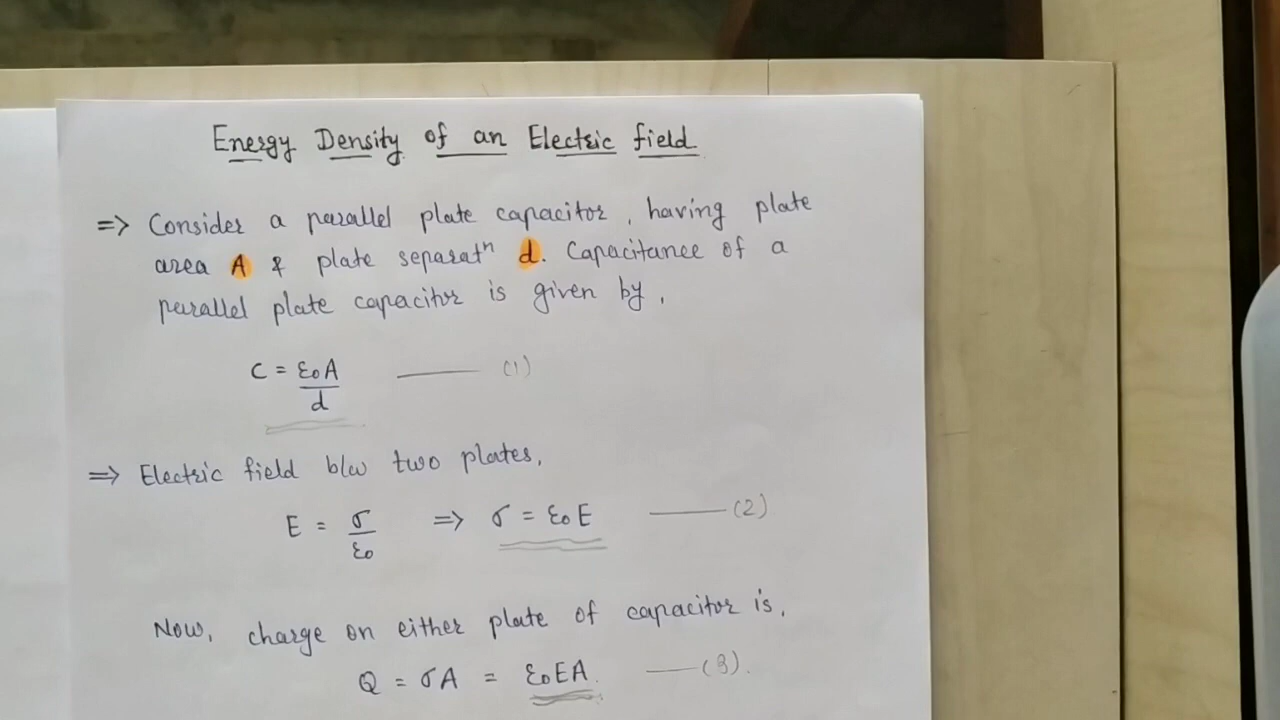 Energy Density of an Electric field
=> Consider a parallel plate capacitor, having plate
area A & plate separatⁿ d. Capacitance of a
parallel plate capacitor is given by,
C = ε₀A/d ——— (1)
=> Electric field b/w two plates,
E = σ/ε₀ => σ = ε₀E ——— (2)
Now, charge on either plate of capacitor is,
Q = σA = ε₀EA. ——— (3).